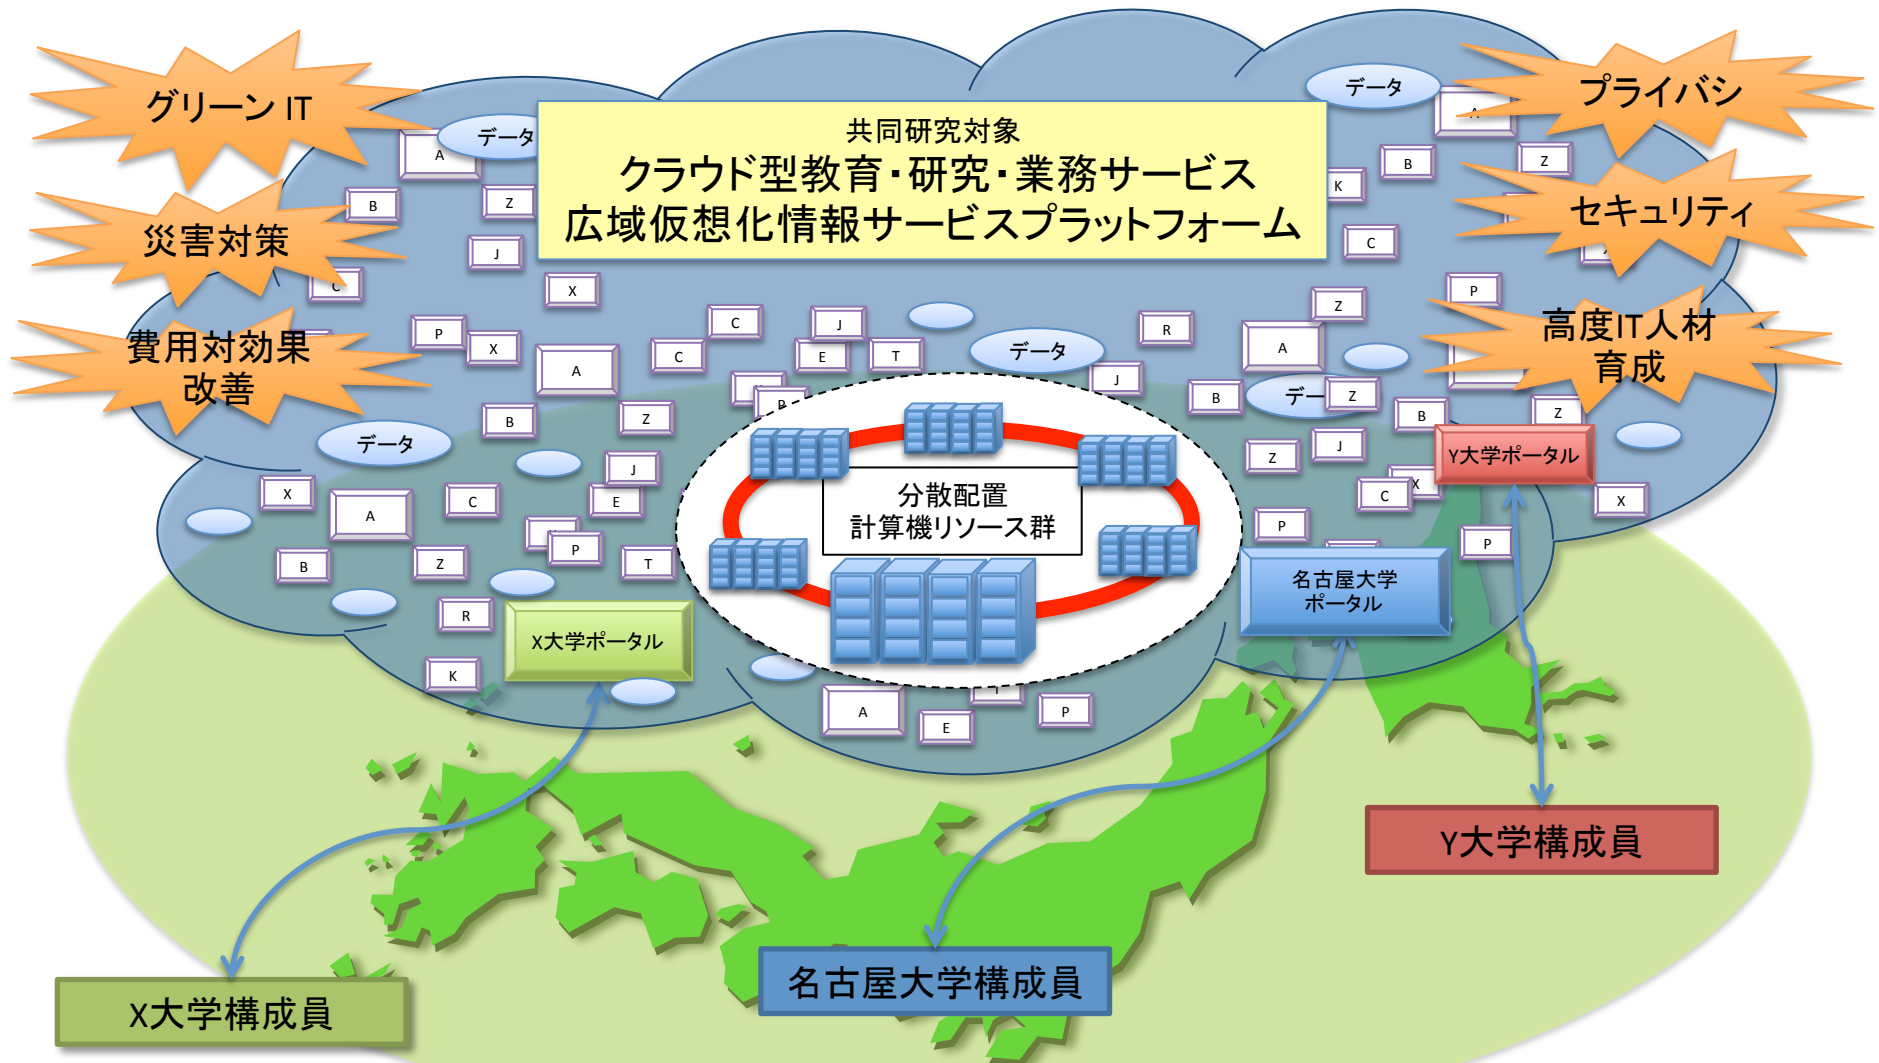 グリーン IT
災害対策
費用対効果
改善
プライバシ
セキュリティ
高度IT人材
育成
共同研究対象
クラウド型教育・研究・業務サービス
広域仮想化情報サービスプラットフォーム
データ
A
B
Z
J
X
C
P
X
A
B
Z
C
C
J
E
T
データ
データ
X
A
B
Z
C
J
E
P
T
R
K
データ
A
B
Z
K
C
Z
P
R
A
J
B
Z
B
Z
Z
J
C
X
P
P
X
A
E
P
分散配置
計算機リソース群
X大学ポータル
名古屋大学
ポータル
Y大学ポータル
X大学構成員
名古屋大学構成員
Y大学構成員